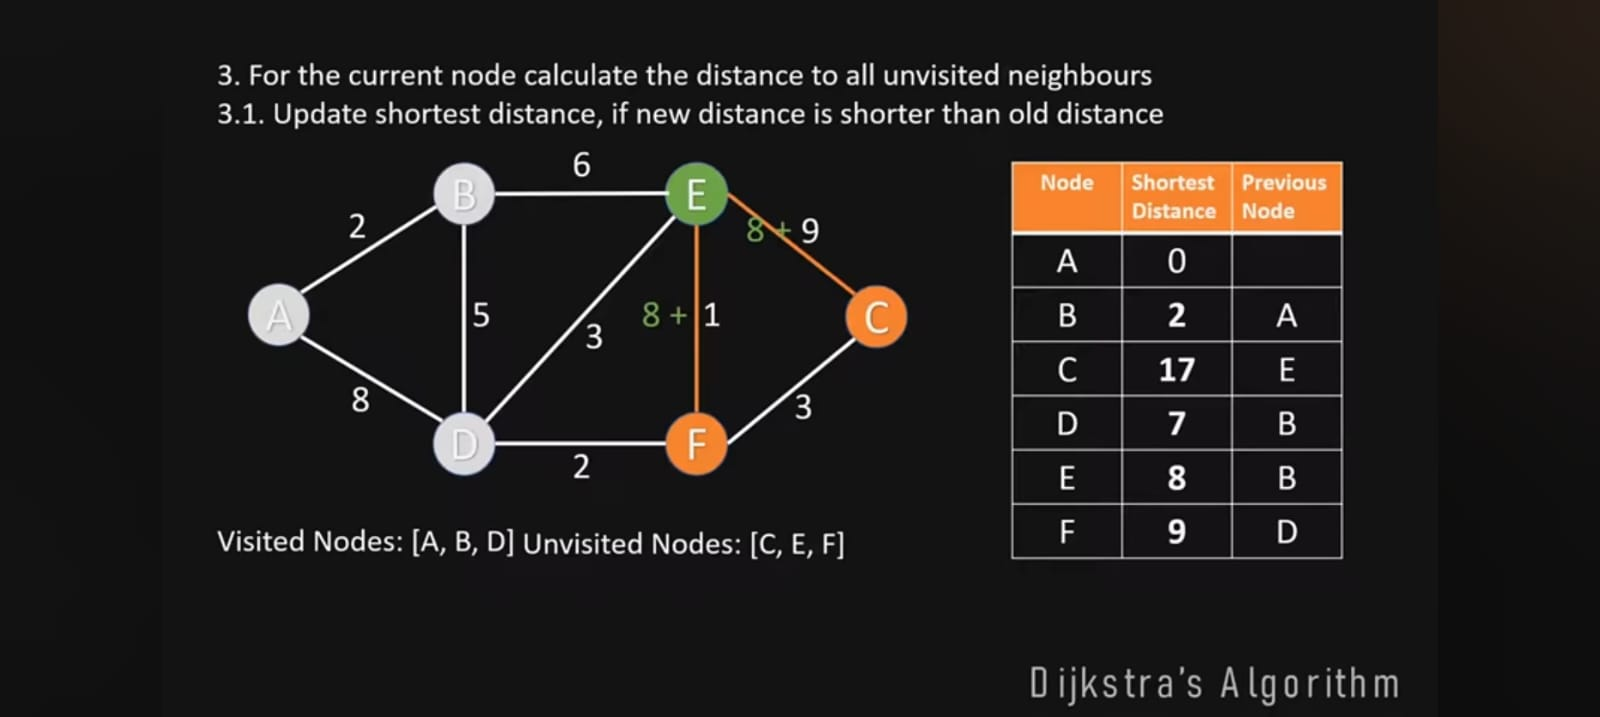 3. For the current node calculate the distance to all unvisited neighbours
3.1. Update shortest distance, if new distance is shorter than old distance
6
B
E
2
8 + 9
A
5
3
8 + 1
C
8
3
D
2
F
Node Shortest Distance Previous Node
A 0
B 2 A
C 17 E
D 7 B
E 8 B
F 9 D
Visited Nodes: [A, B, D] Unvisited Nodes: [C, E, F]
Dijkstra's Algorithm